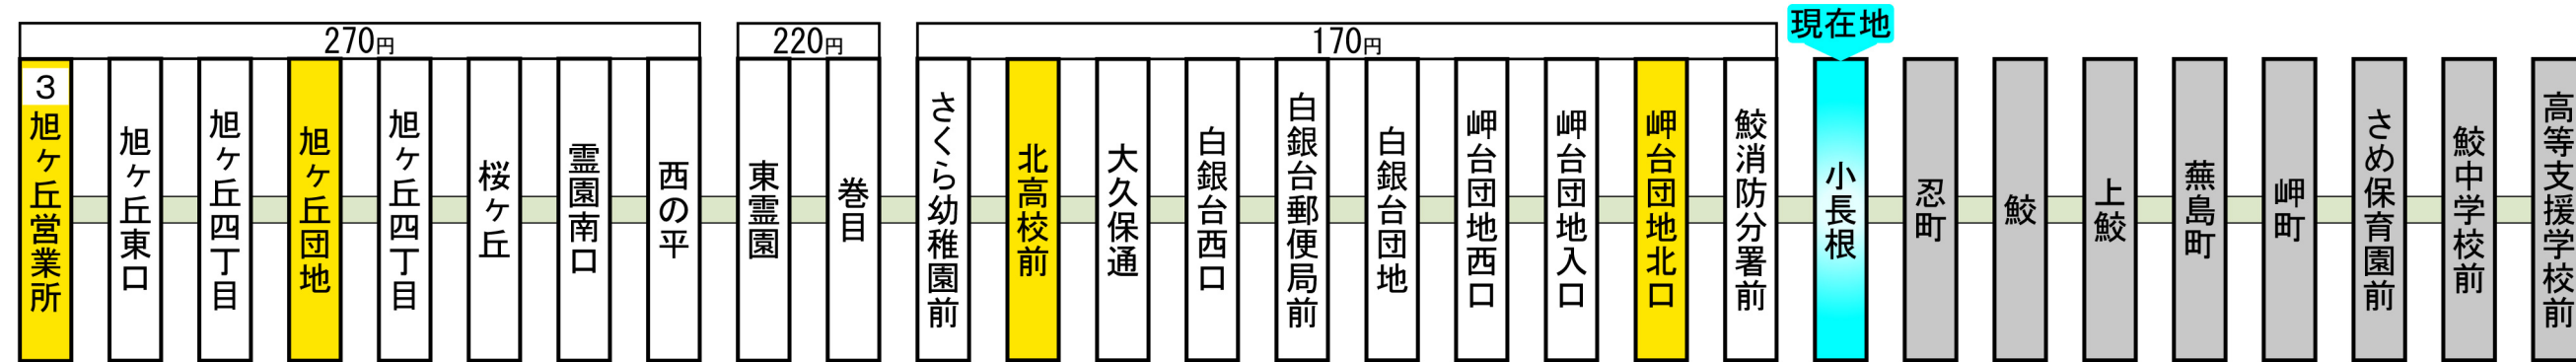 270円
220円
170円
現在地
3
旭ヶ丘営業所
旭ヶ丘東口
旭ヶ丘四丁目
旭ヶ丘団地
旭ヶ丘四丁目
桜ヶ丘
霊園南口
西の平
東霊園
巻目
さくら幼稚園前
北高校前
大久保通
白銀台西口
白銀台郵便局前
白銀台団地
岬台団地西口
岬台団地入口
岬台団地北口
鮫消防分署前
小長根
忍町
鮫
上鮫
蕪島町
岬町
さめ保育園前
鮫中学校前
高等支援学校前